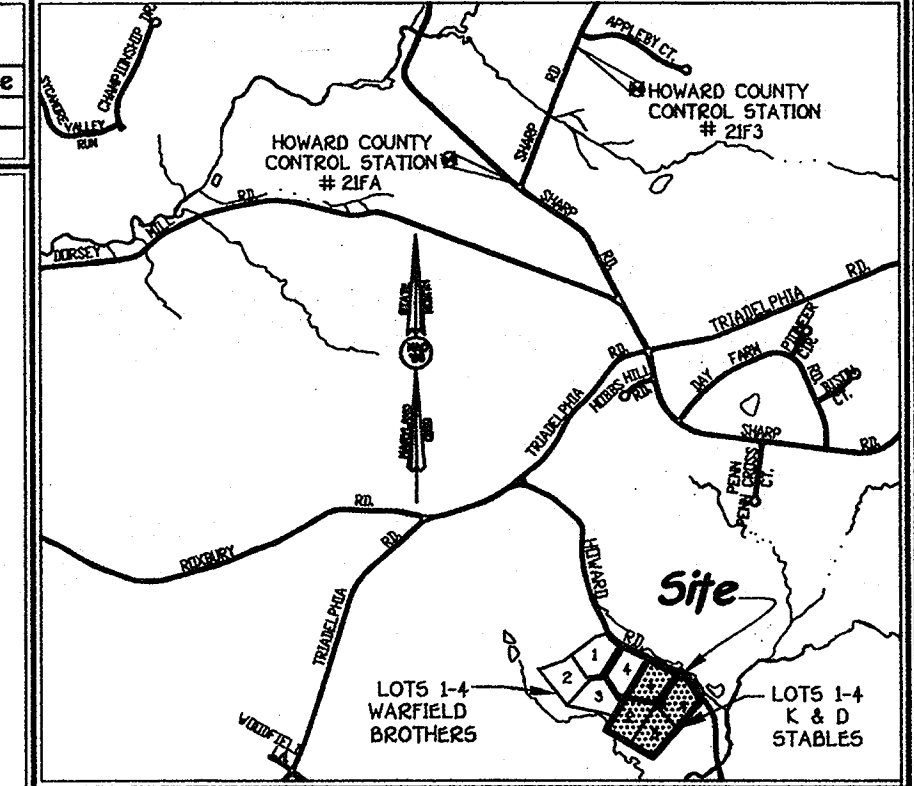 e
SYCAMORE
VALLEY
RUN
CHAMPIONSHIP DR.
APPLEBY CT.
HOWARD COUNTY
CONTROL STATION
# 21F3
SHARP RD.
HOWARD COUNTY
CONTROL STATION
# 21FA
SHARP RD.
DORSEY MILL RD.
TRIADELPHIA RD.
TRIADELPHIA RD.
HOBBS HILL
RD.
DAY FARM RD.
PIONEER
CIR.
BISON
CT.
SHARP RD.
PENN CROSS
CT.
PENN
ROXBURY RD.
TRIADELPHIA RD.
HOWARD RD.
Site
1
2
3
4
LOTS 1-4
WARFIELD
BROTHERS
LOTS 1-4
K & D
STABLES
WOODFIELD
LA.